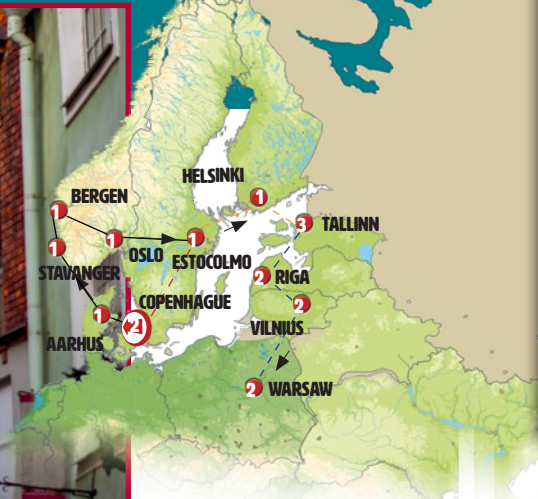 HELSINKI
1
BERGEN
1
3 TALLINN
1
1
1
OSLO
ESTOCOLMO
STAVANGER
2 RIGA
COPENHAGUE
2
1
2
VILNIUS
AARHUS
2 WARSAW